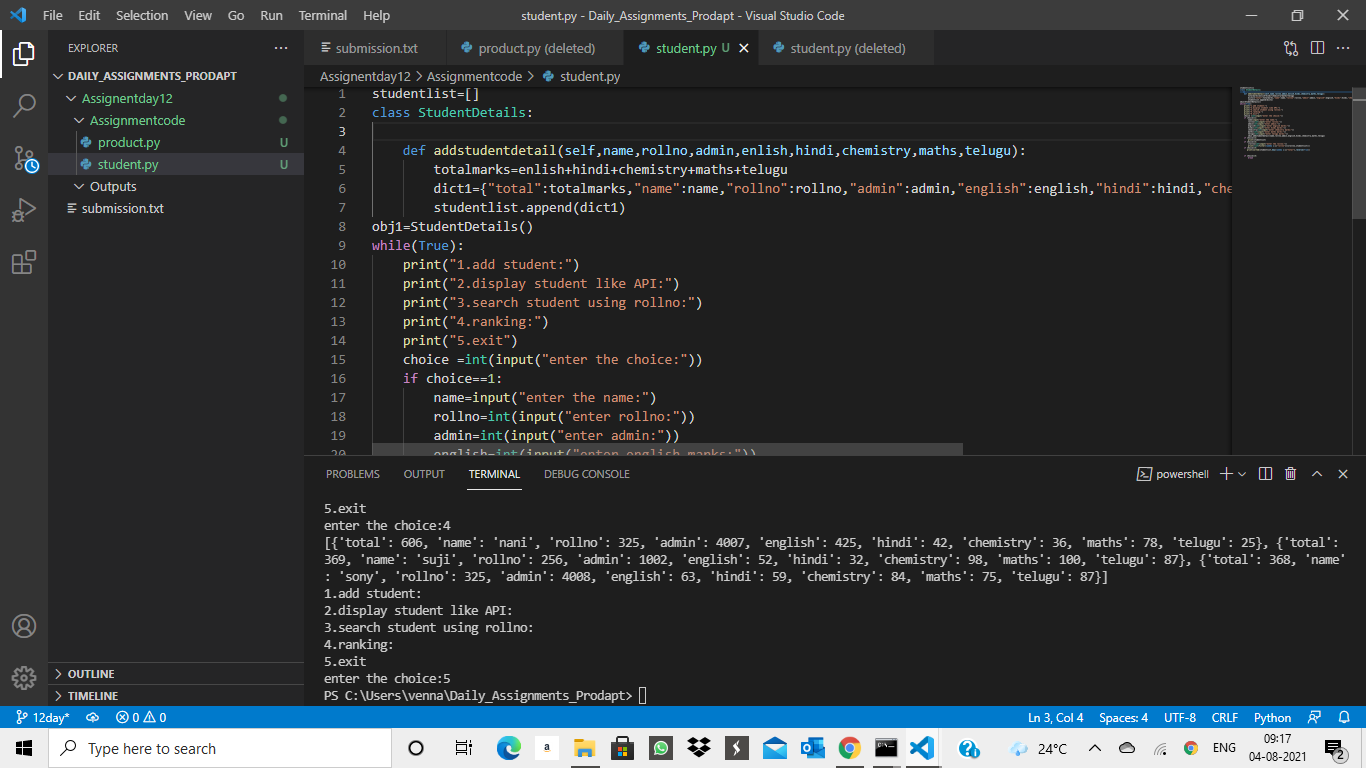 File Edit Selection View Go Run Terminal Help student.py - Daily_Assignments_Prodapt - Visual Studio Code
EXPLORER
DAILY_ASSIGNMENTS_PRODAPT
Assignentday12
Assignmentcode
product.py U
student.py U
Outputs
submission.txt
OUTLINE
TIMELINE
submission.txt product.py (deleted) student.py U student.py (deleted)
Assignentday12 > Assignmentcode > student.py
1 studentlist=[]
2 class StudentDetails:
3
4 def addstudentdetail(self,name,rollno,admin,enlish,hindi,chemistry,maths,telugu):
5 totalmarks=enlish+hindi+chemistry+maths+telugu
6 dict1={"total":totalmarks,"name":name,"rollno":rollno,"admin":admin,"english":english,"hindi":hindi,"che
7 studentlist.append(dict1)
8 obj1=StudentDetails()
9 while(True):
10 print("1.add student:")
11 print("2.display student like API:")
12 print("3.search student using rollno:")
13 print("4.ranking:")
14 print("5.exit")
15 choice =int(input("enter the choice:"))
16 if choice==1:
17 name=input("enter the name:")
18 rollno=int(input("enter rollno:"))
19 admin=int(input("enter admin:"))
20 english=int(input("enter english marks:"))
PROBLEMS OUTPUT TERMINAL DEBUG CONSOLE powershell
5.exit
enter the choice:4
[{'total': 606, 'name': 'nani', 'rollno': 325, 'admin': 4007, 'english': 425, 'hindi': 42, 'chemistry': 36, 'maths': 78, 'telugu': 25}, {'total':
369, 'name': 'suji', 'rollno': 256, 'admin': 1002, 'english': 52, 'hindi': 32, 'chemistry': 98, 'maths': 100, 'telugu': 87}, {'total': 368, 'name'
: 'sony', 'rollno': 325, 'admin': 4008, 'english': 63, 'hindi': 59, 'chemistry': 84, 'maths': 75, 'telugu': 87}]
1.add student:
2.display student like API:
3.search student using rollno:
4.ranking:
5.exit
enter the choice:5
PS C:\Users\venna\Daily_Assignments_Prodapt>
12day* 0 0 Ln 3, Col 4 Spaces: 4 UTF-8 CRLF Python
Type here to search a 24°C ENG 09:17
04-08-2021 2